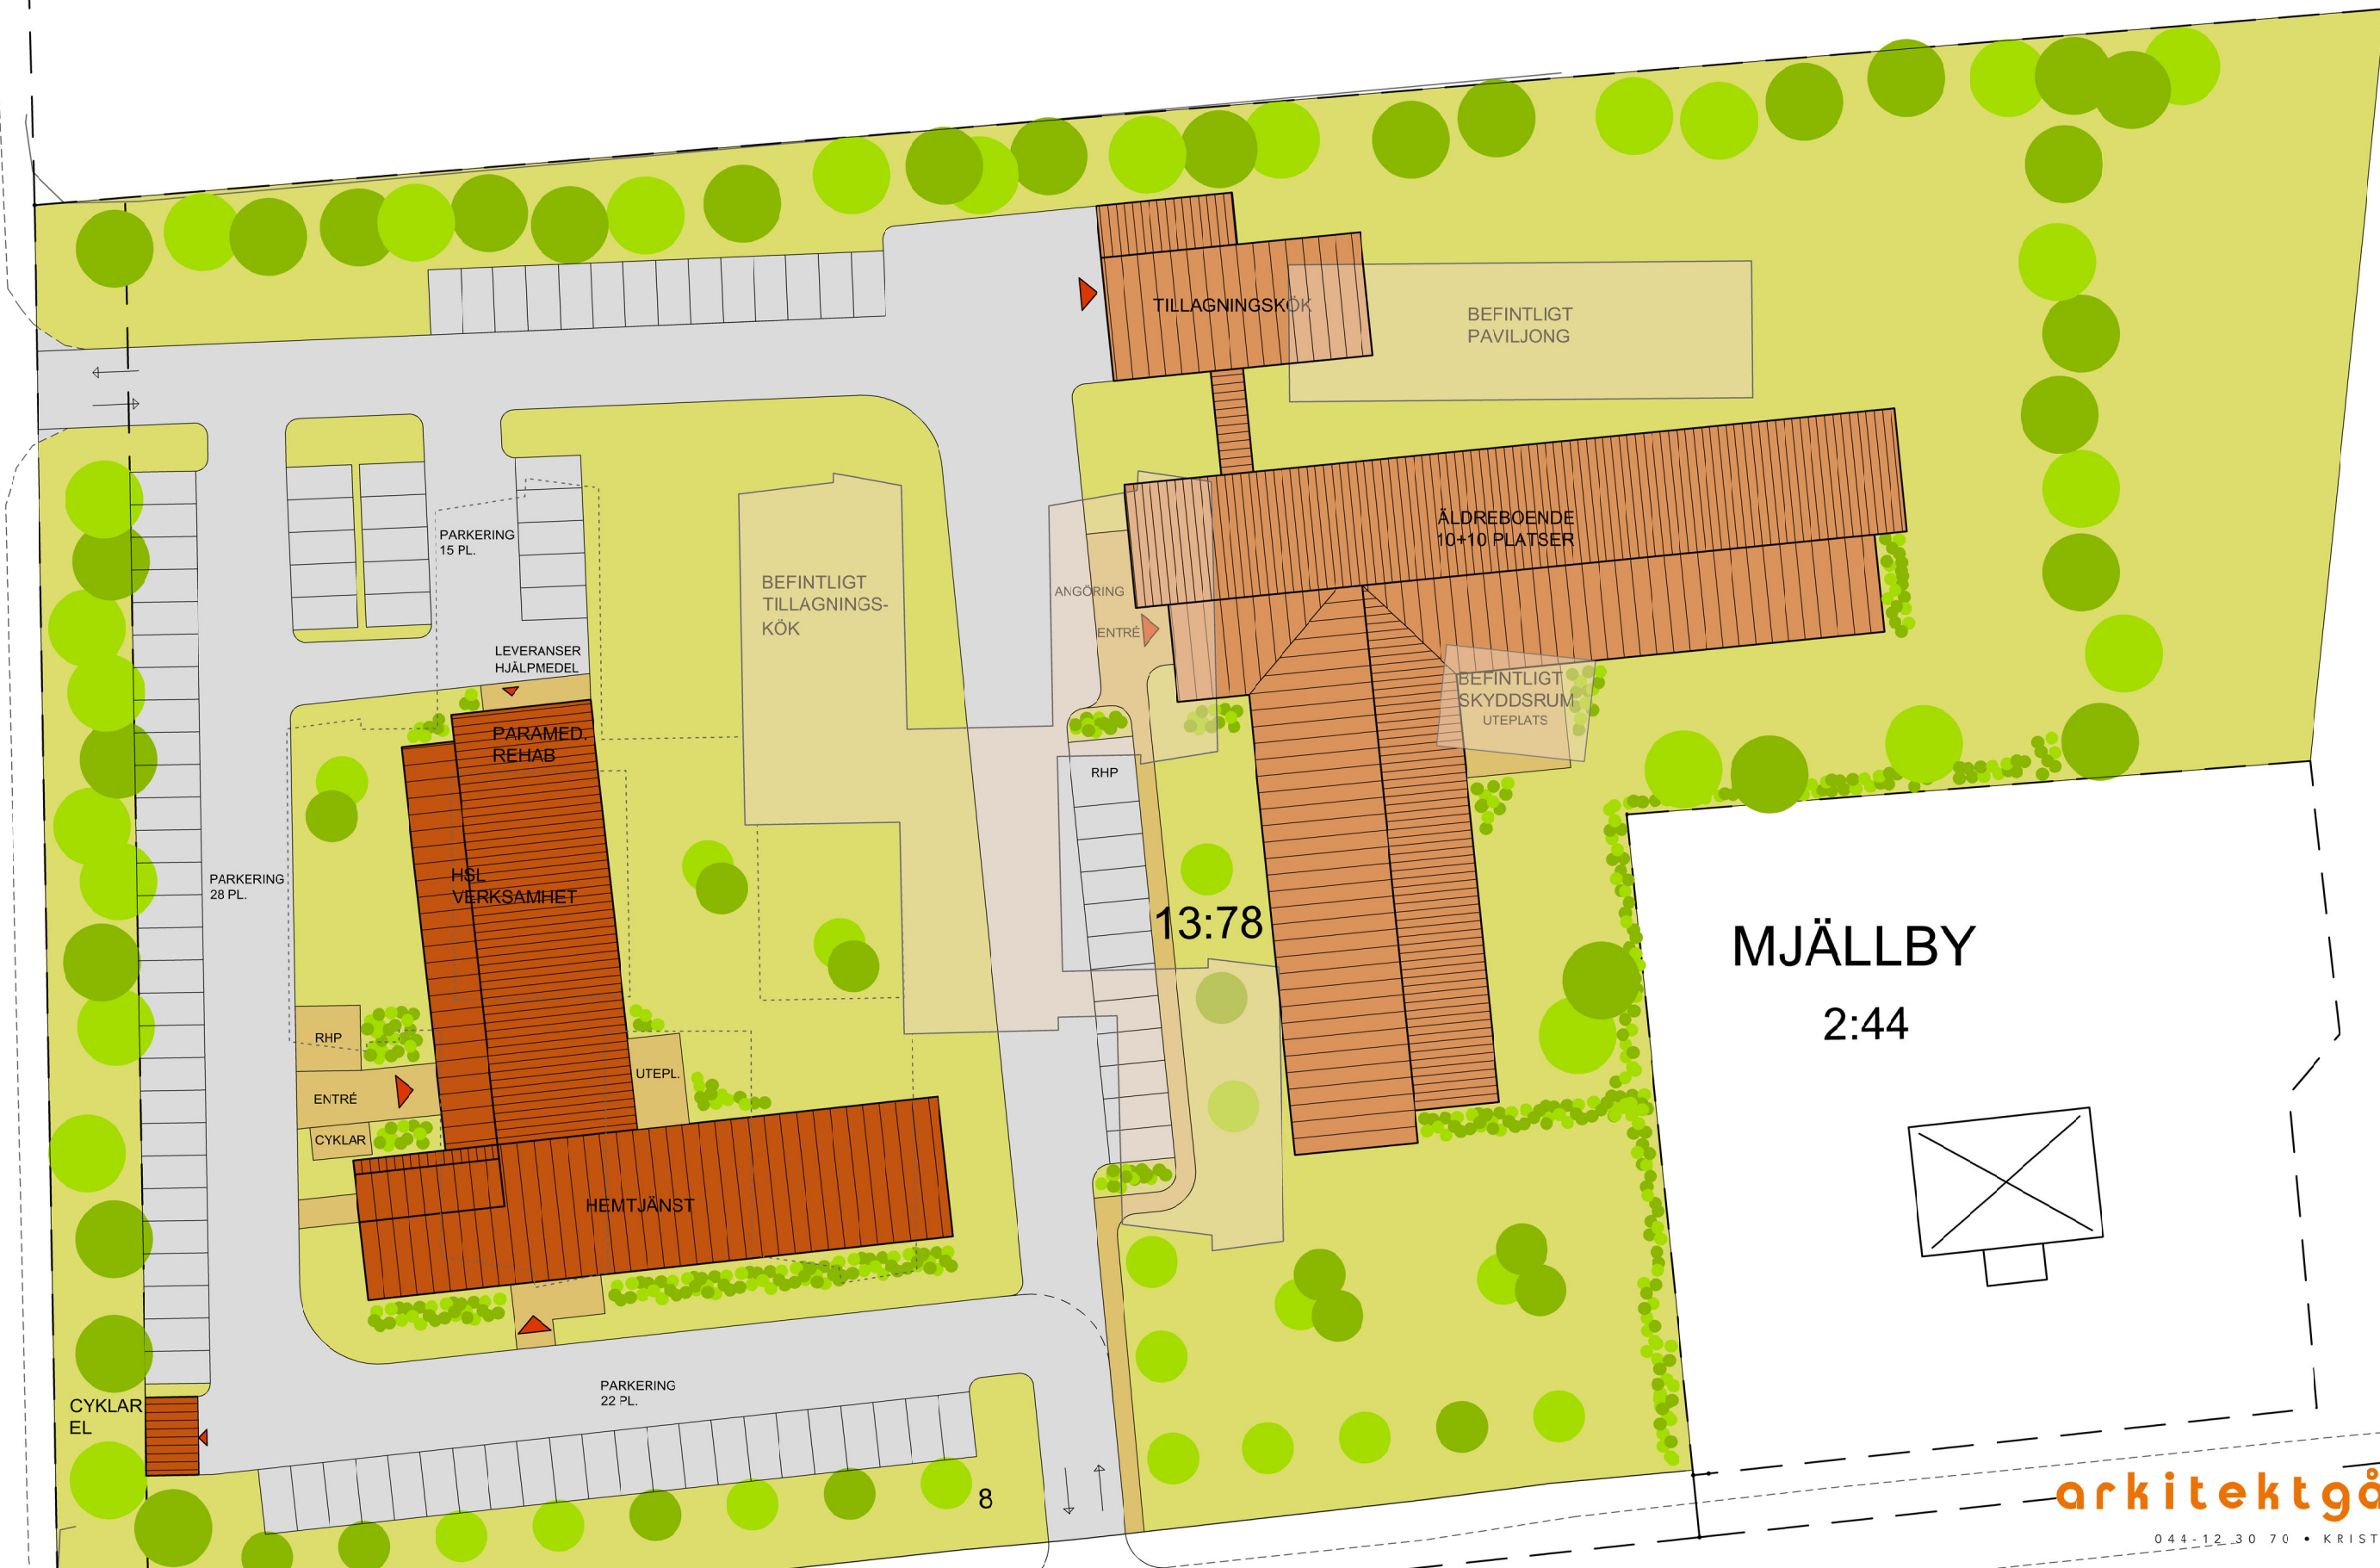 TILLAGNINGSKÖK
BEFINTLIGT
PAVILJONG
ÄLDREBOENDE
10+10 PLATSER
PARKERING
15 PL.
BEFINTLIGT
TILLAGNINGS-
KÖK
ANGÖRING
ENTRÉ
LEVERANSER
HJÄLPMEDEL
BEFINTLIGT
SKYDDSRUM
UTEPLATS
PARAMED.
REHAB
RHP
HSL
VERKSAMHET
PARKERING
28 PL.
13:78
MJÄLLBY
2:44
RHP
UTEPL.
ENTRÉ
CYKLAR
HEMTJÄNST
PARKERING
22 PL.
CYKLAR
EL
8
arkitektgå
044-12 30 70 • KRIST